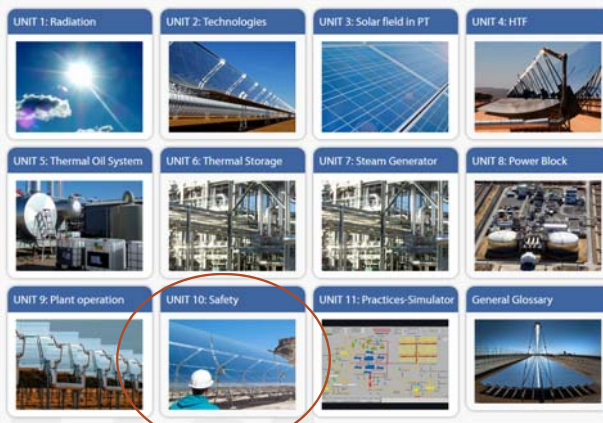 UNIT 1: Radiation
UNIT 2: Technologies
UNIT 3: Solar field in PT
UNIT 4: HTF
UNIT 5: Thermal Oil System
UNIT 6: Thermal Storage
UNIT 7: Steam Generator
UNIT 8: Power Block
UNIT 9: Plant operation
UNIT 10: Safety
UNIT 11: Practices-Simulator
General Glossary